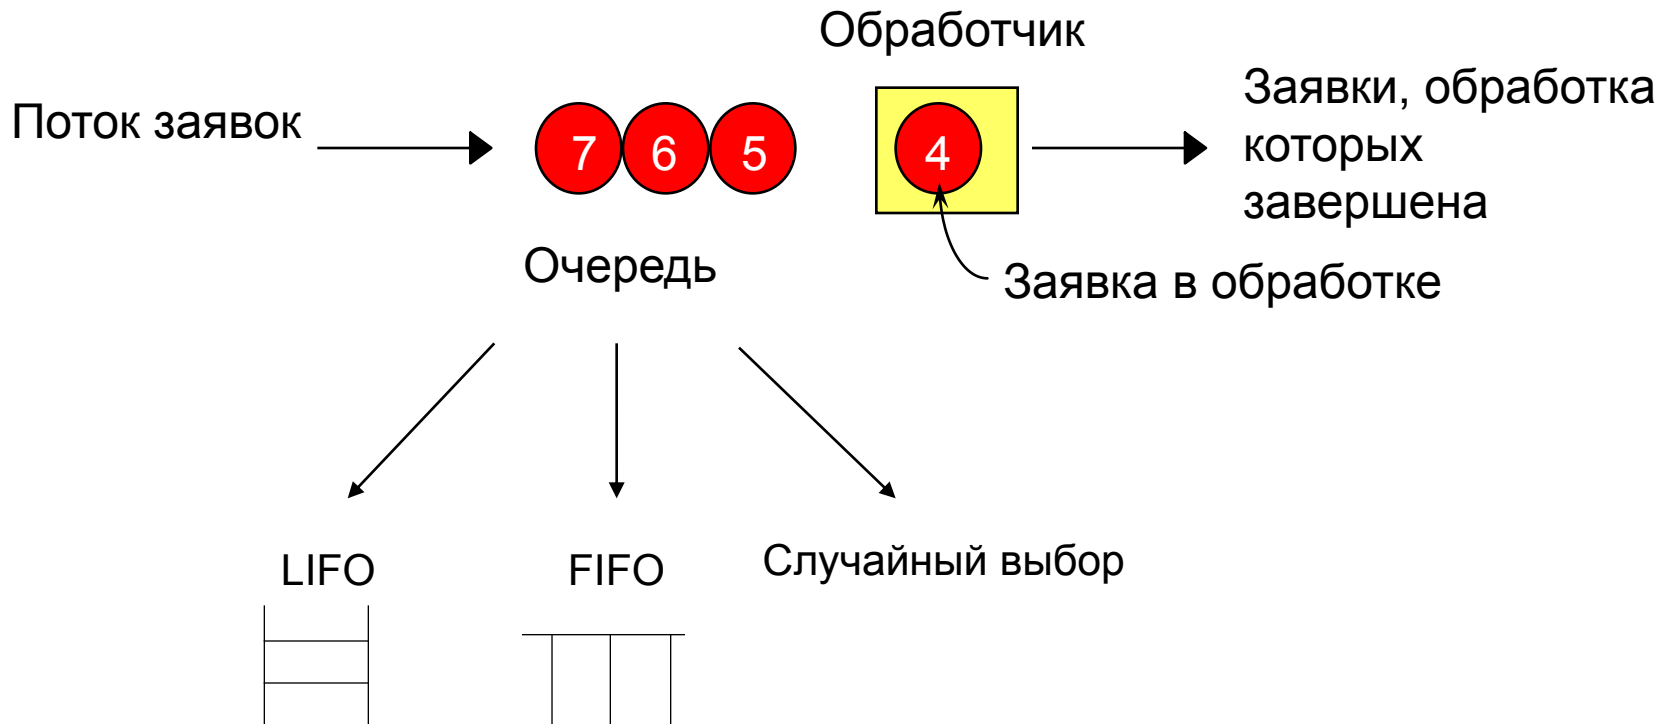 Обработчик
Поток заявок
7 6 5
4
Заявки, обработка
которых
завершена
Очередь
Заявка в обработке
LIFO
FIFO
Случайный выбор